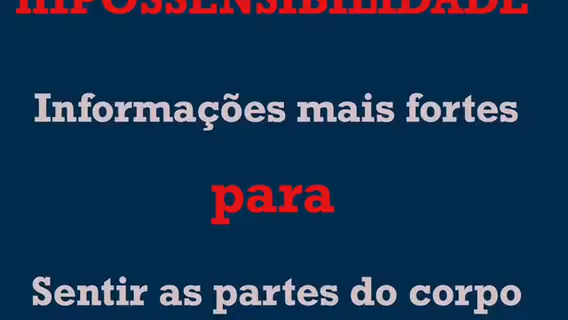 HIPOSSENSIBILIDADE
Informações mais fortes
para
Sentir as partes do corpo